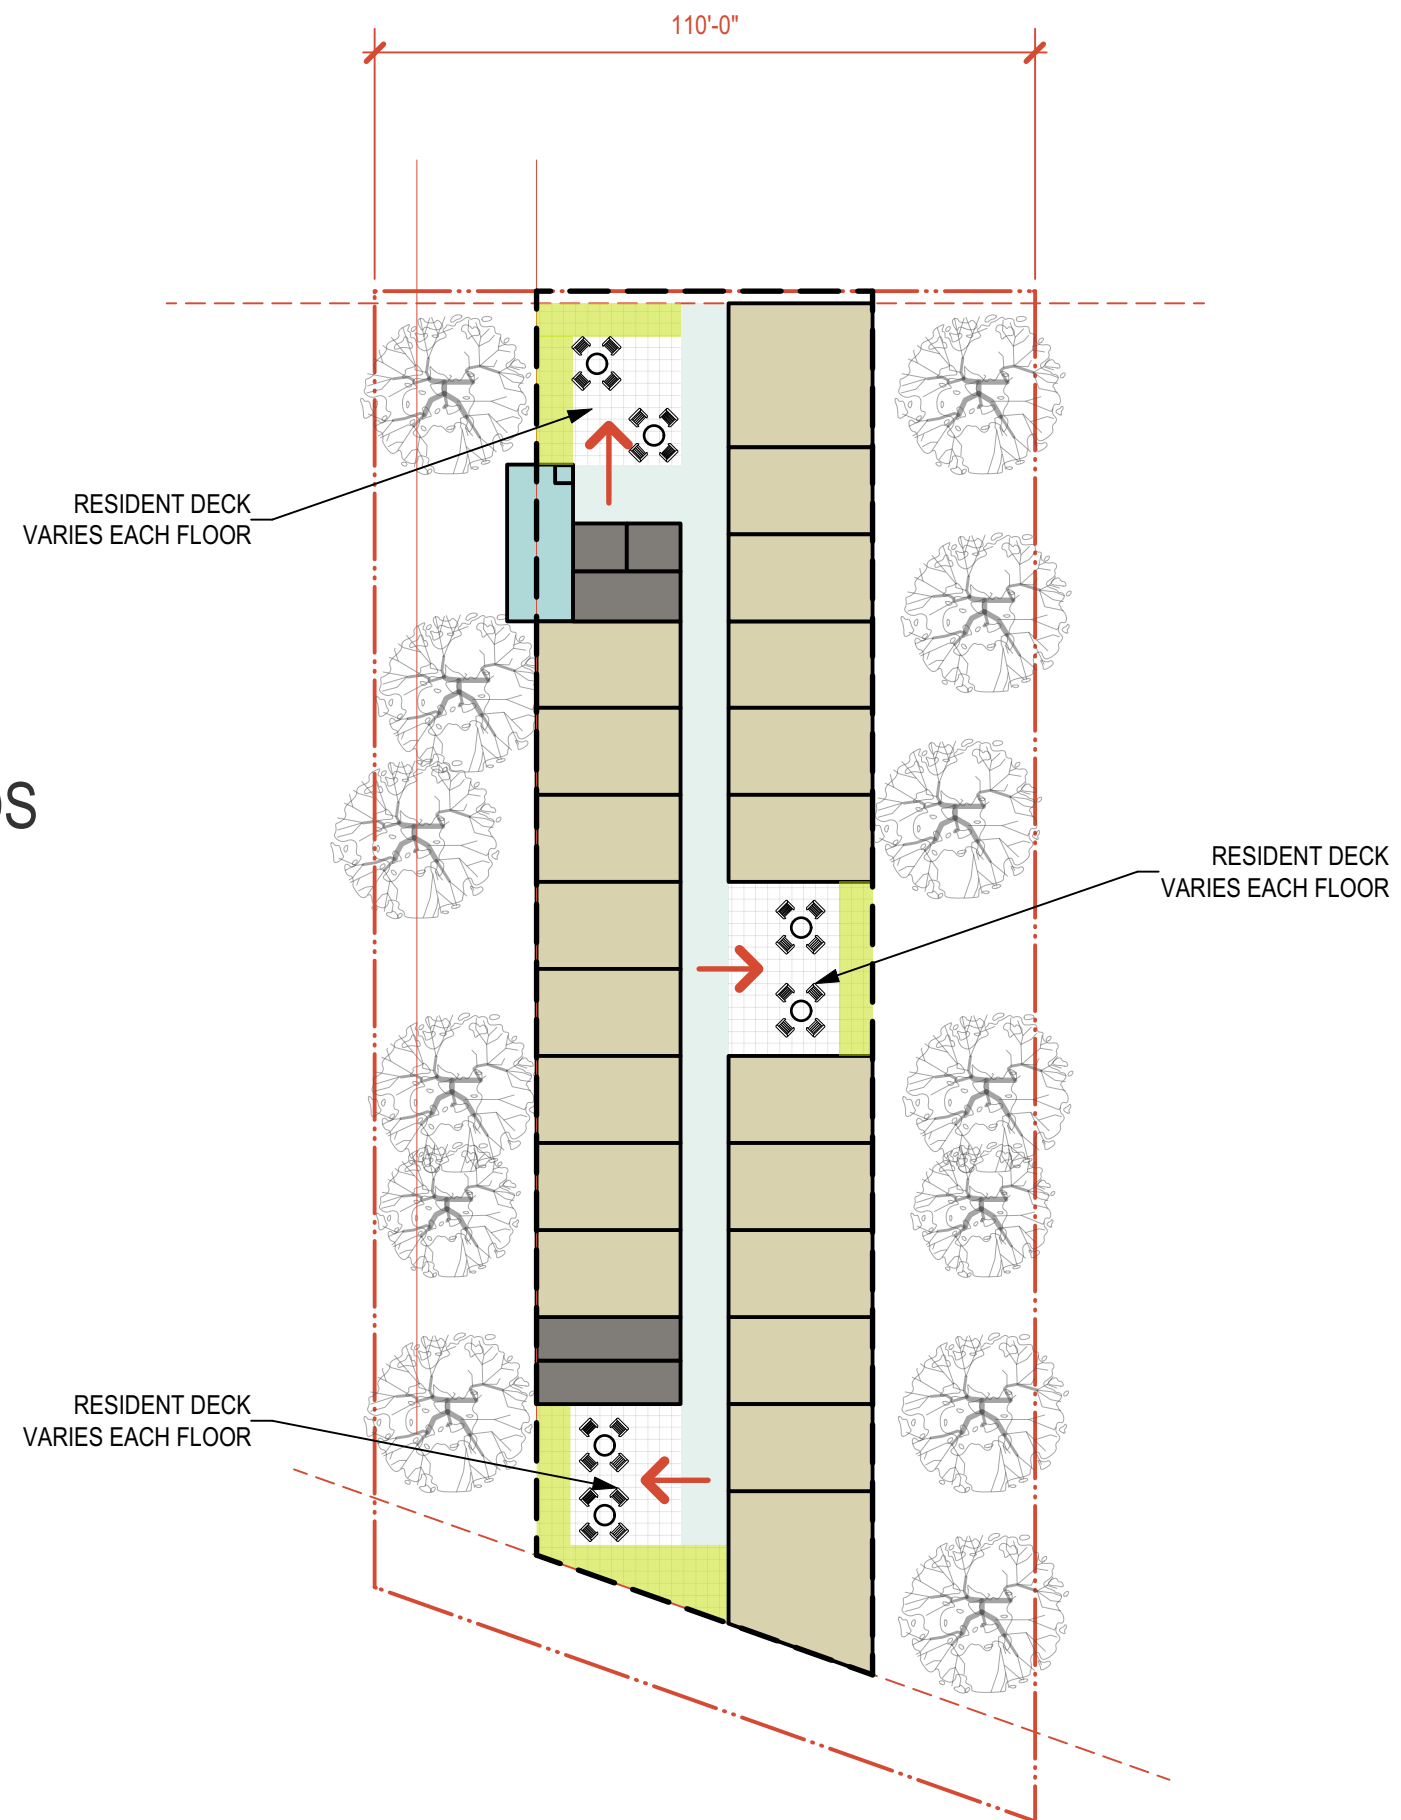 110'-0"
RESIDENT DECK
VARIES EACH FLOOR
RESIDENT DECK
VARIES EACH FLOOR
RESIDENT DECK
VARIES EACH FLOOR